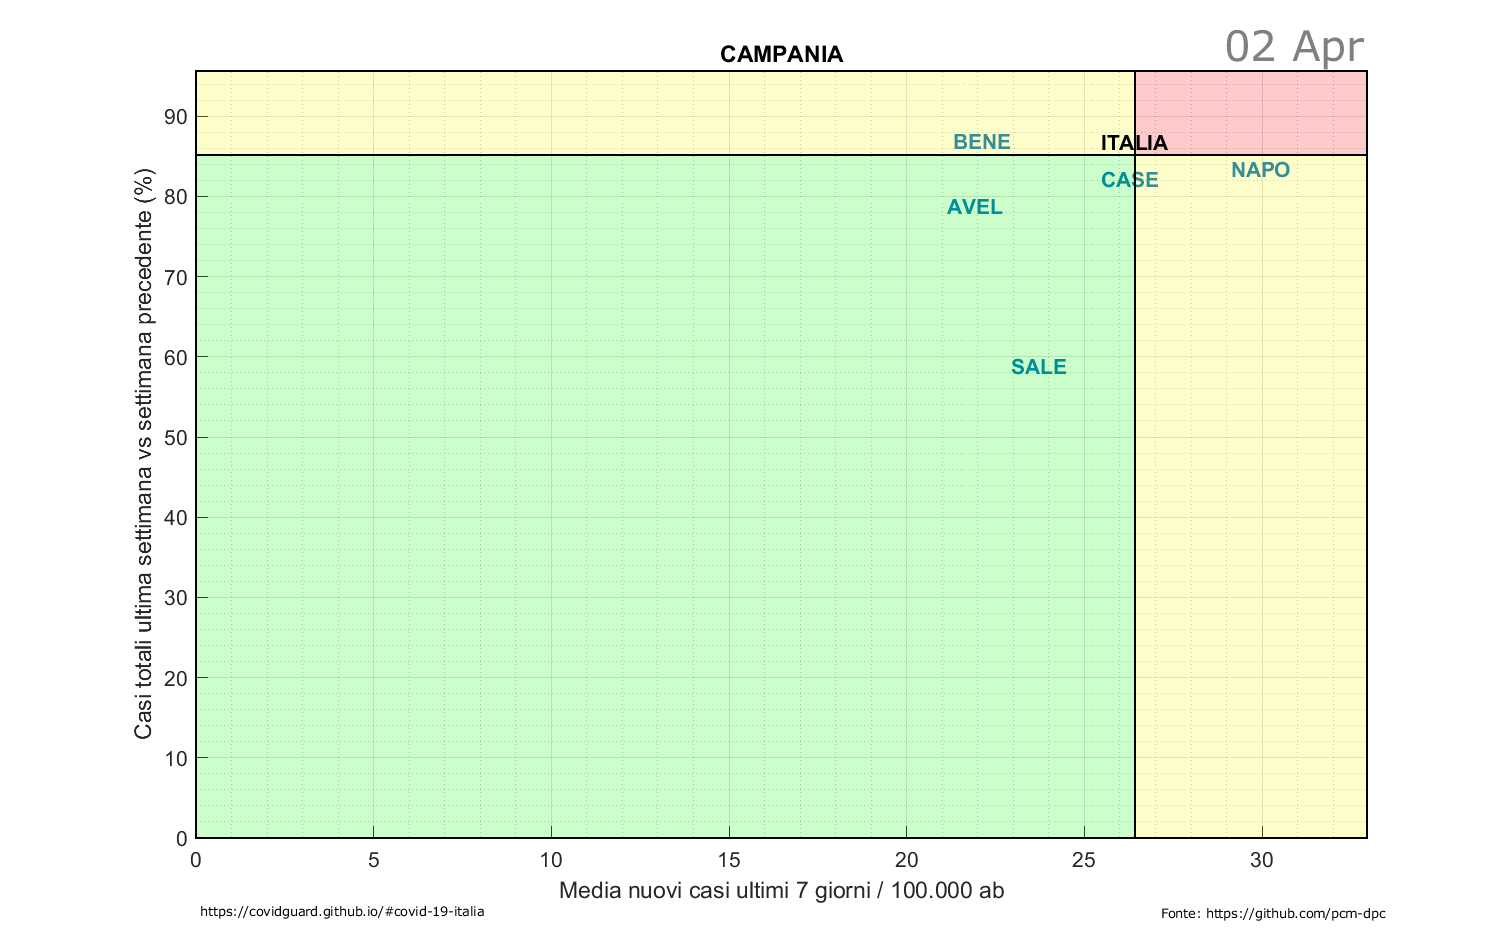 02 Apr
CAMPANIA
Casi totali ultima settimana vs settimana precedente (%)
90
80
70
60
50
40
30
20
10
0
BENE
ITALIA
NAPO
CASE
AVEL
SALE
0 5 10 15 20 25 30
Media nuovi casi ultimi 7 giorni / 100.000 ab
https://covidguard.github.io/#covid-19-italia
Fonte: https://github.com/pcm-dpc